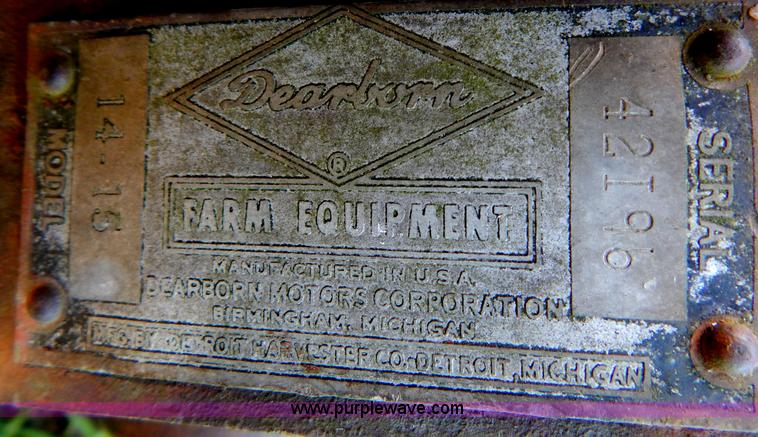 MODEL
14-15
Dearborn
®
FARM EQUIPMENT
MANUFACTURED IN U.S.A.
DEARBORN MOTORS CORPORATION
BIRMINGHAM, MICHIGAN
MFG. BY DETROIT HARVESTER CO.-DETROIT, MICHIGAN
SERIAL
42196
www.purplewave.com